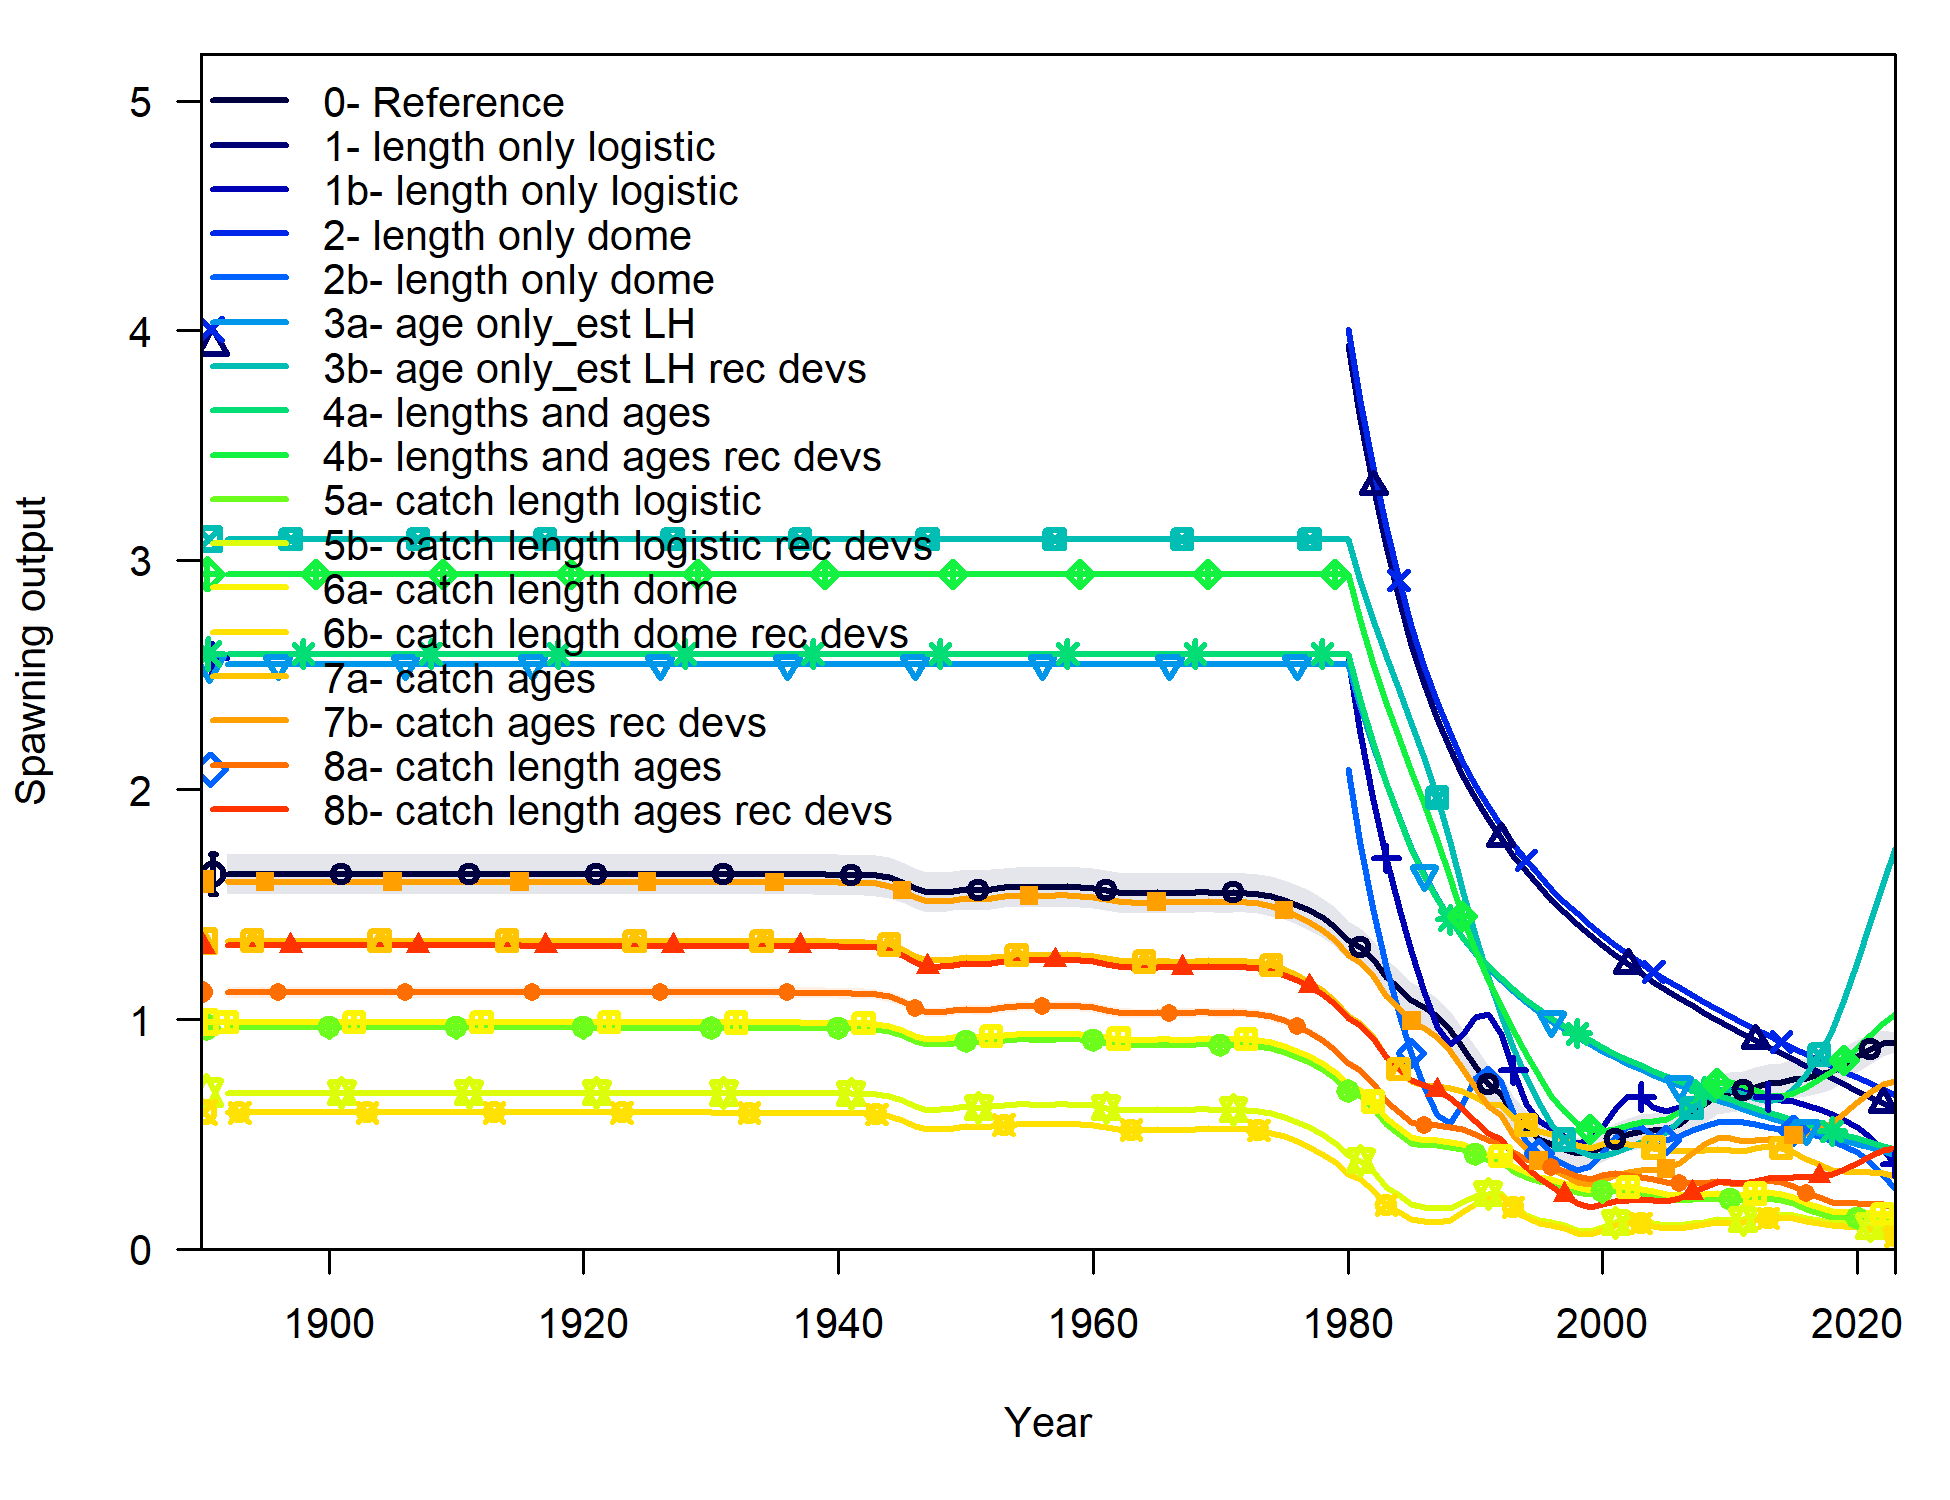 5
4
3
2
1
0
Spawning output
0- Reference
1- length only logistic
1b- length only logistic
2- length only dome
2b- length only dome
3a- age only_est LH
3b- age only_est LH rec devs
4a- lengths and ages
4b- lengths and ages rec devs
5a- catch length logistic
5b- catch length logistic rec devs
6a- catch length dome
6b- catch length dome rec devs
7a- catch ages
7b- catch ages rec devs
8a- catch length ages
8b- catch length ages rec devs
1900 1920 1940 1960 1980 2000 2020
Year